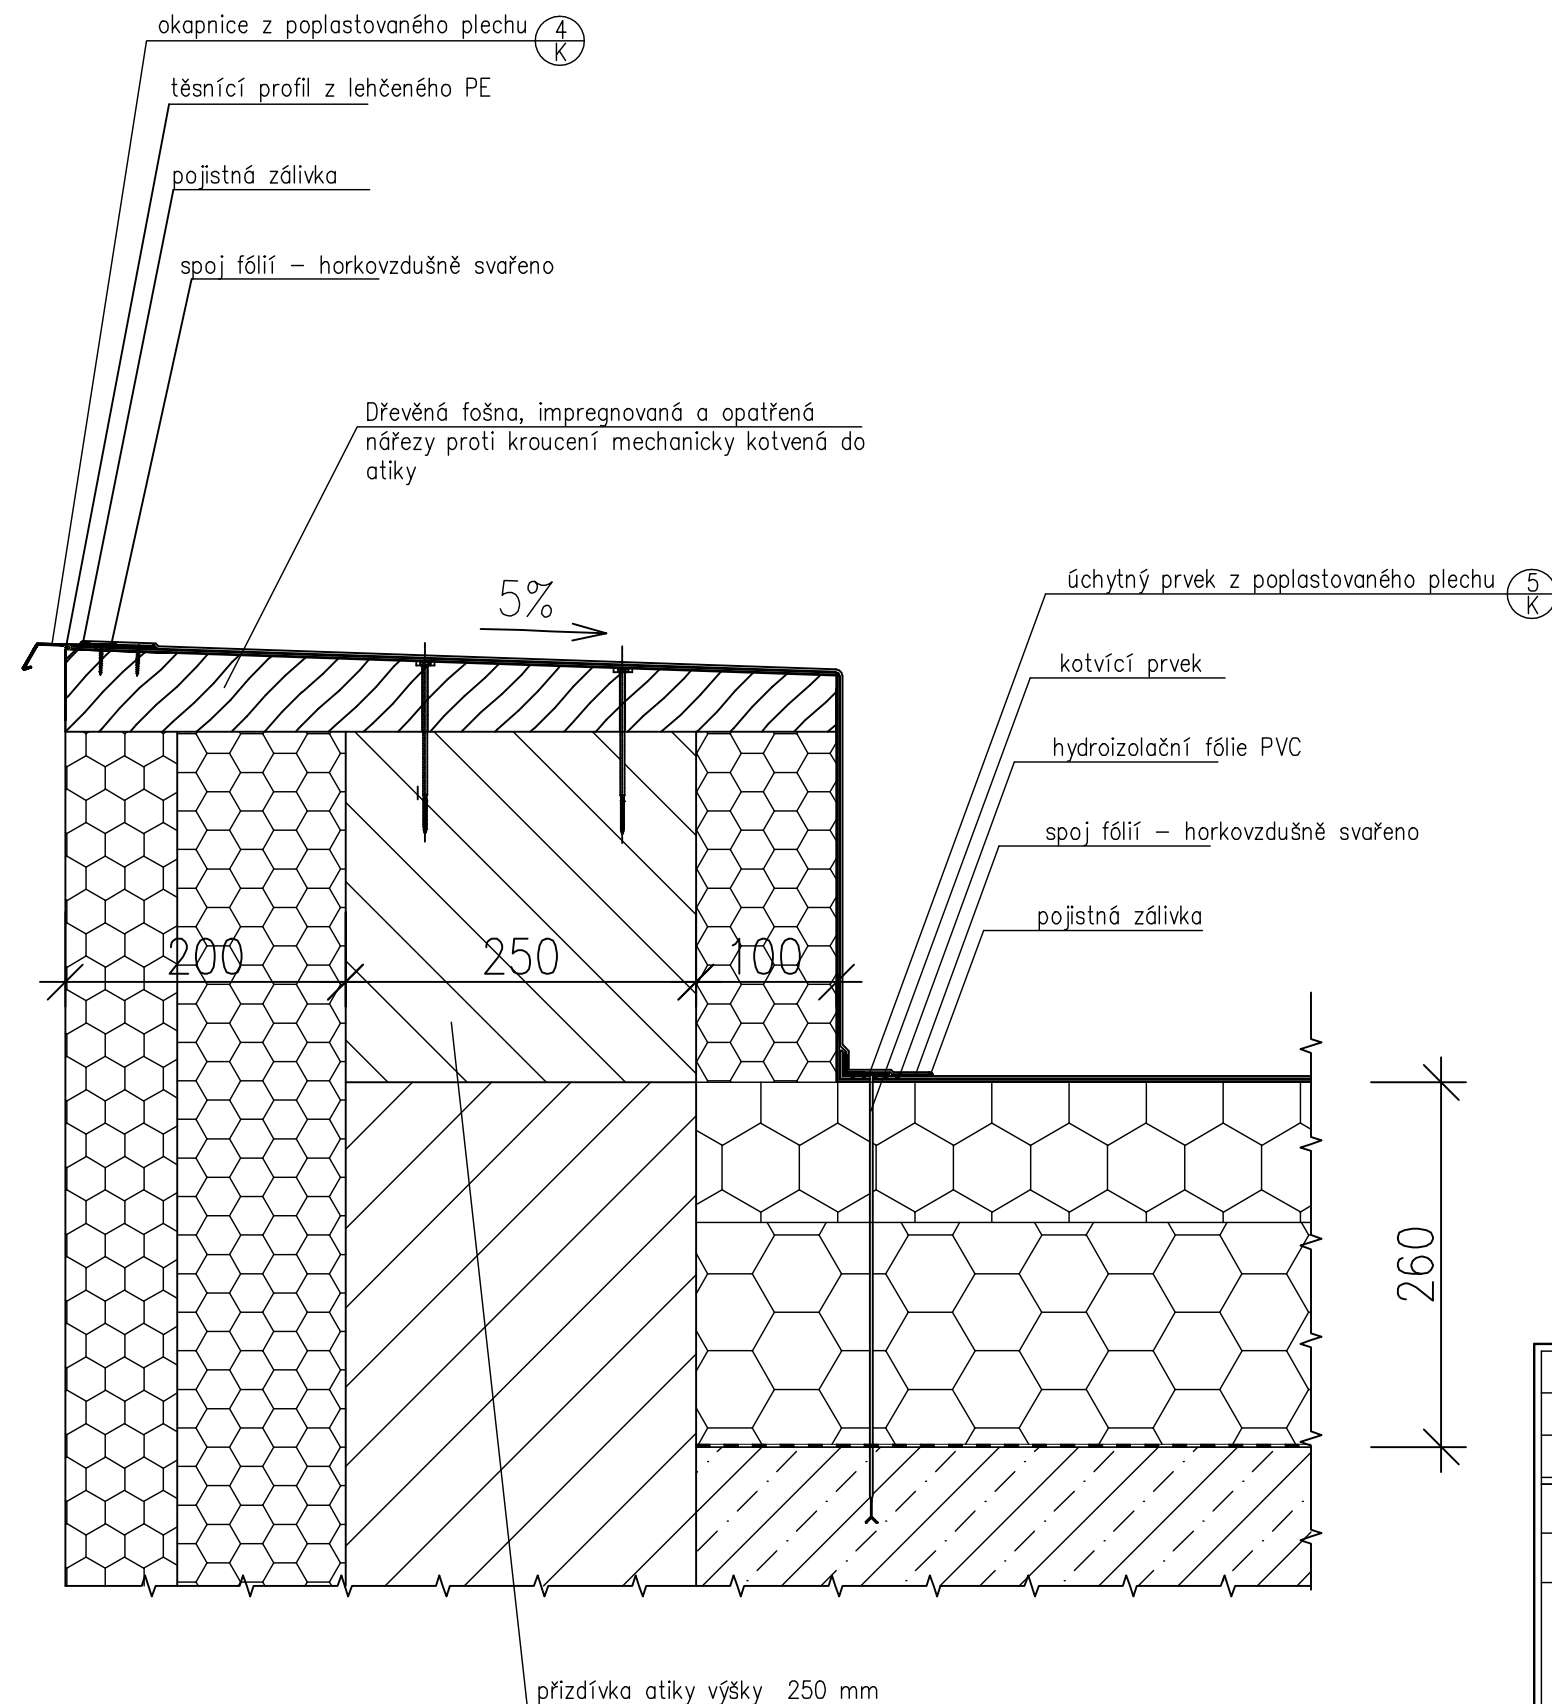 okapnice z poplastovaného plechu 4 K
těsnící profil z lehčeného PE
pojistná zálivka
spoj fólií – horkovzdušně svařeno
Dřevěná fošna, impregnovaná a opatřená
nářezy proti kroucení mechanicky kotvená do
atiky
5%
úchytný prvek z poplastovaného plechu 5 K
kotvící prvek
hydroizolační fólie PVC
spoj fólií – horkovzdušně svařeno
pojistná zálivka
200 250 100
260
přizdívka atiky výšky 250 mm